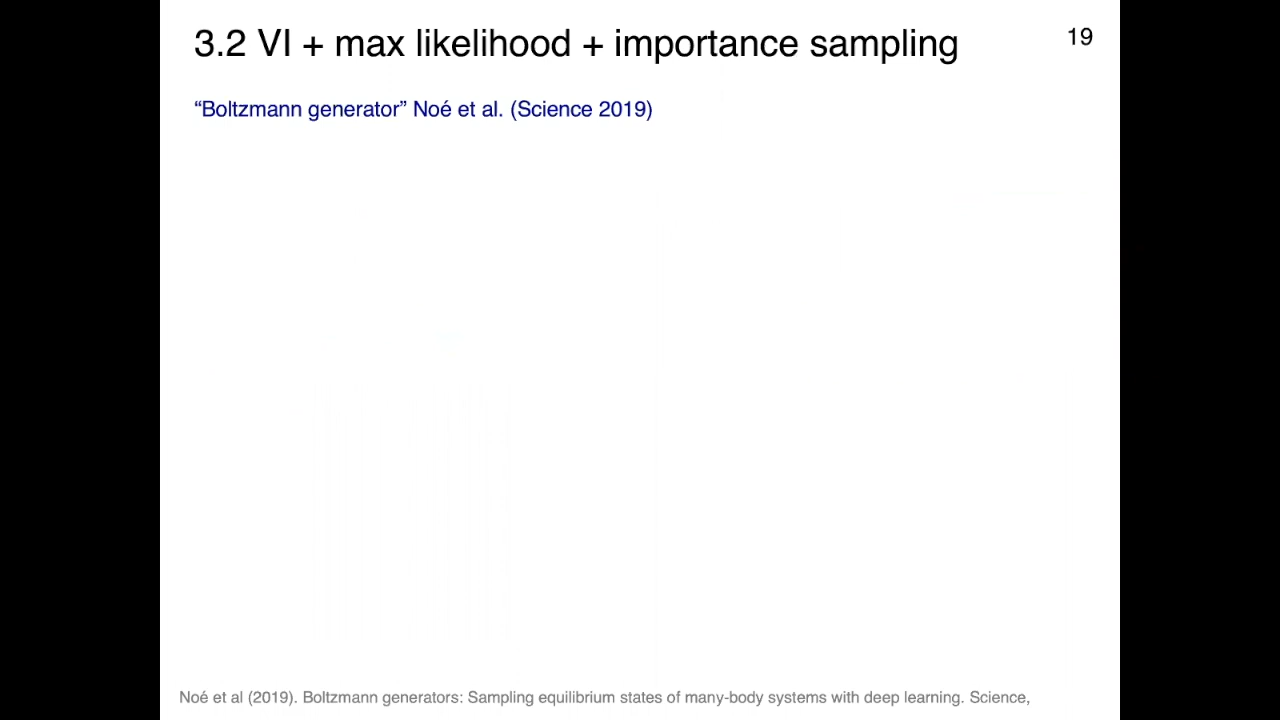 3.2 VI + max likelihood + importance sampling
19
“Boltzmann generator” Noé et al. (Science 2019)
Noé et al (2019). Boltzmann generators: Sampling equilibrium states of many-body systems with deep learning. Science,